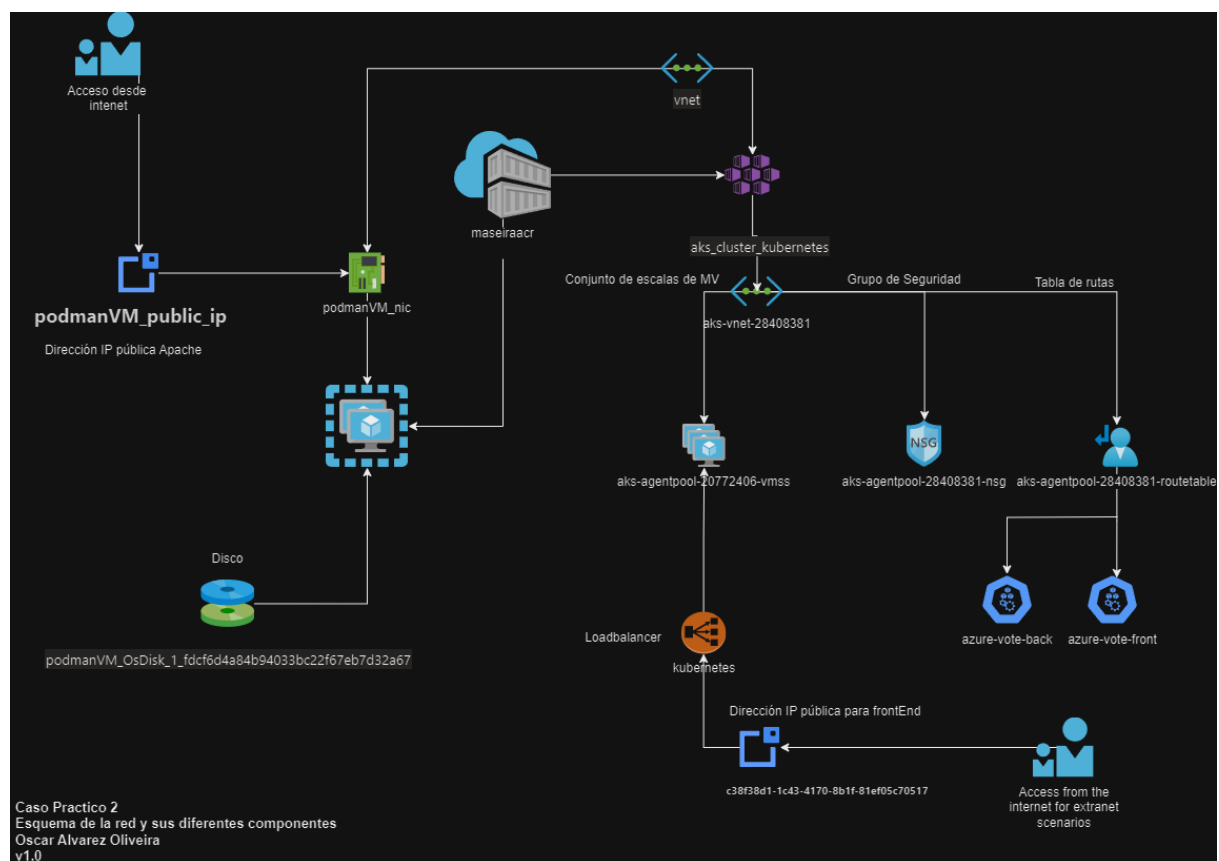 Acceso desde
intenet
vnet
maseiraacr
aks_cluster_kubernetes
podmanVM_public_ip
Dirección IP pública Apache
podmanVM_nic
Conjunto de escalas de MV
Grupo de Seguridad
Tabla de rutas
aks-vnet-28408381
NSG
aks-agentpool-20772406-vmss
aks-agentpool-28408381-nsg
aks-agentpool-28408381-routetable
Disco
podmanVM_OsDisk_1_fdcf6d4a84b94033bc22f67eb7d32a67
azure-vote-back
azure-vote-front
Loadbalancer
kubernetes
Dirección IP pública para frontEnd
c38f38d1-1c43-4170-8b1f-81ef05c70517
Access from the
internet for extranet
scenarios
Caso Practico 2
Esquema de la red y sus diferentes componentes
Oscar Alvarez Oliveira
v1.0